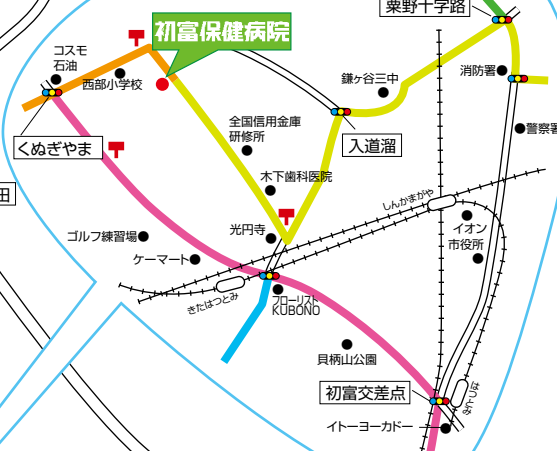 栗野十字路
初富保健病院
コスモ
石油
西部小学校
鎌ヶ谷三中
消防署
全国信用金庫
研修所
警察署
くぬぎやま
入道溜
木下歯科医院
田
しんかまがや
光円寺
イオン
市役所
ゴルフ練習場
ケーマート
きたはつとみ
フローリスト
KUBONO
貝柄山公園
初富交差点
はつとみ
イトーヨーカドー